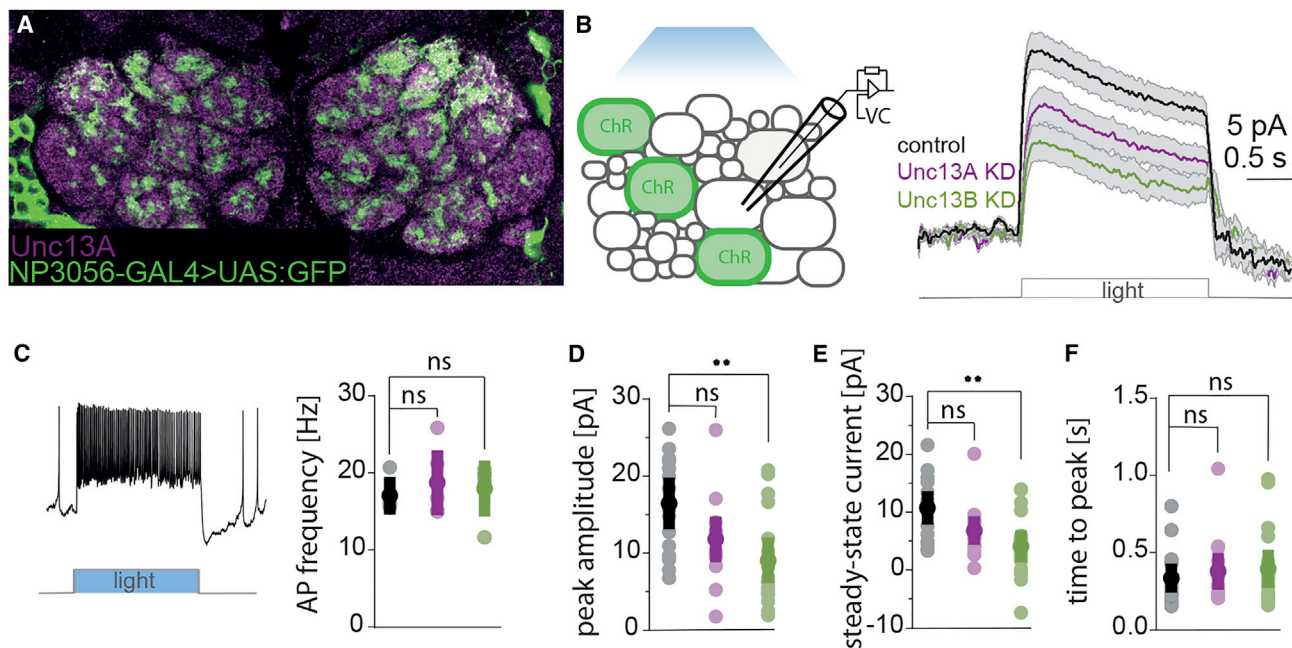 A
Unc13A
NP3056-GAL4>UAS:GFP
B
ChR
ChR
ChR
VC
control
Unc13A KD
Unc13B KD
5 pA
0.5 s
light
C
light
AP frequency [Hz]
30
20
10
0
ns
ns
D
peak amplitude [pA]
30
20
10
0
**
ns
E
steady-state current [pA]
30
20
10
0
-10
**
ns
F
time to peak [s]
1.5
1.0
0.5
0.0
ns
ns